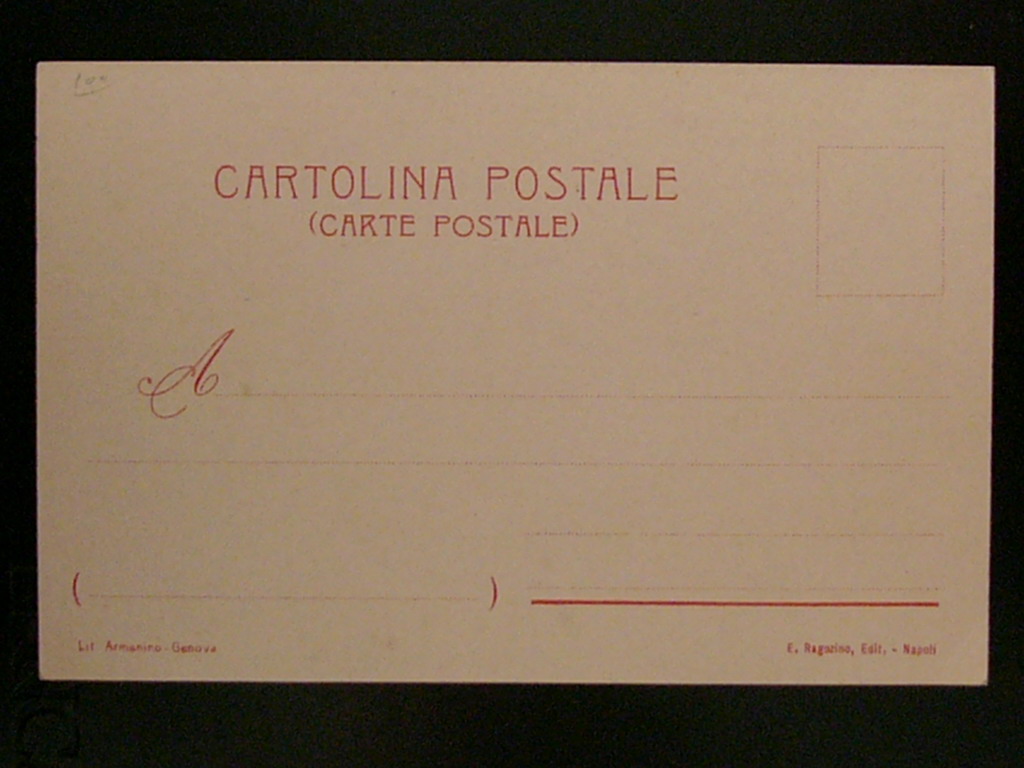 CARTOLINA POSTALE
(CARTE POSTALE)
A
( )
Lit. Armanino - Genova
E. Ragozino, Edit. - Napoli